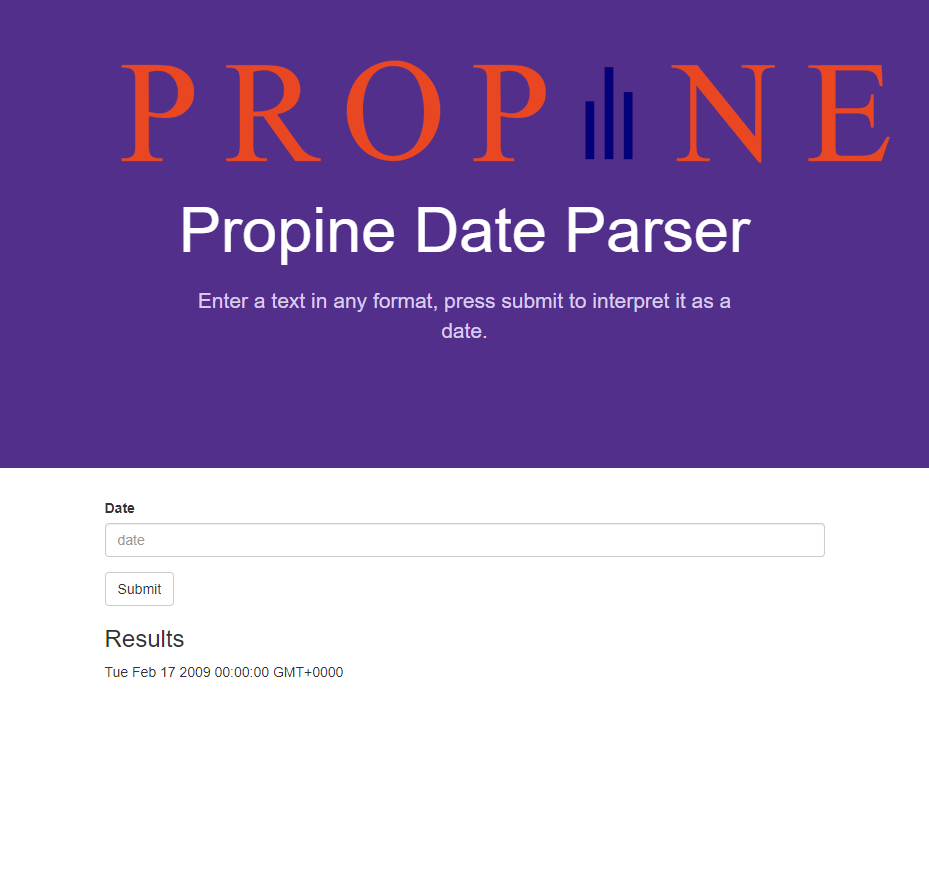 PROPINE
Propine Date Parser
Enter a text in any format, press submit to interpret it as a
date.
Date
date
Submit
Results
Tue Feb 17 2009 00:00:00 GMT+0000